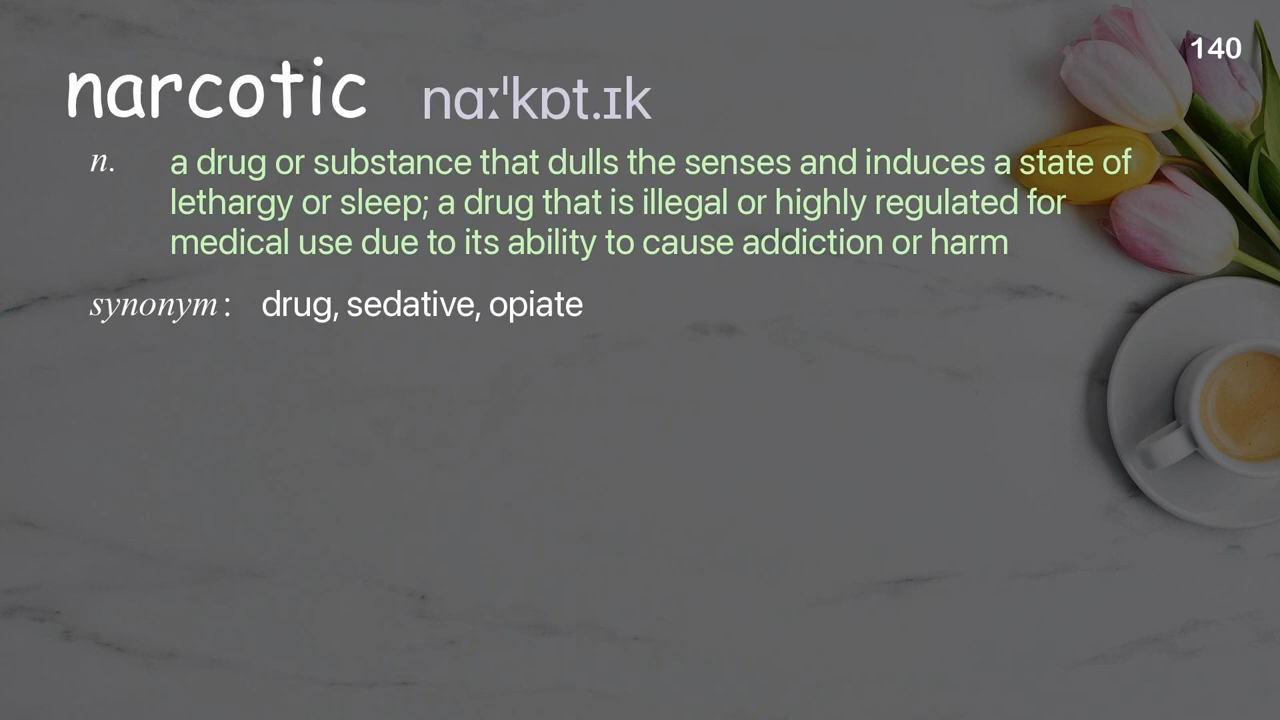 140
narcotic nɑːˈkɒt.ɪk
n. a drug or substance that dulls the senses and induces a state of
lethargy or sleep; a drug that is illegal or highly regulated for
medical use due to its ability to cause addiction or harm
synonym: drug, sedative, opiate